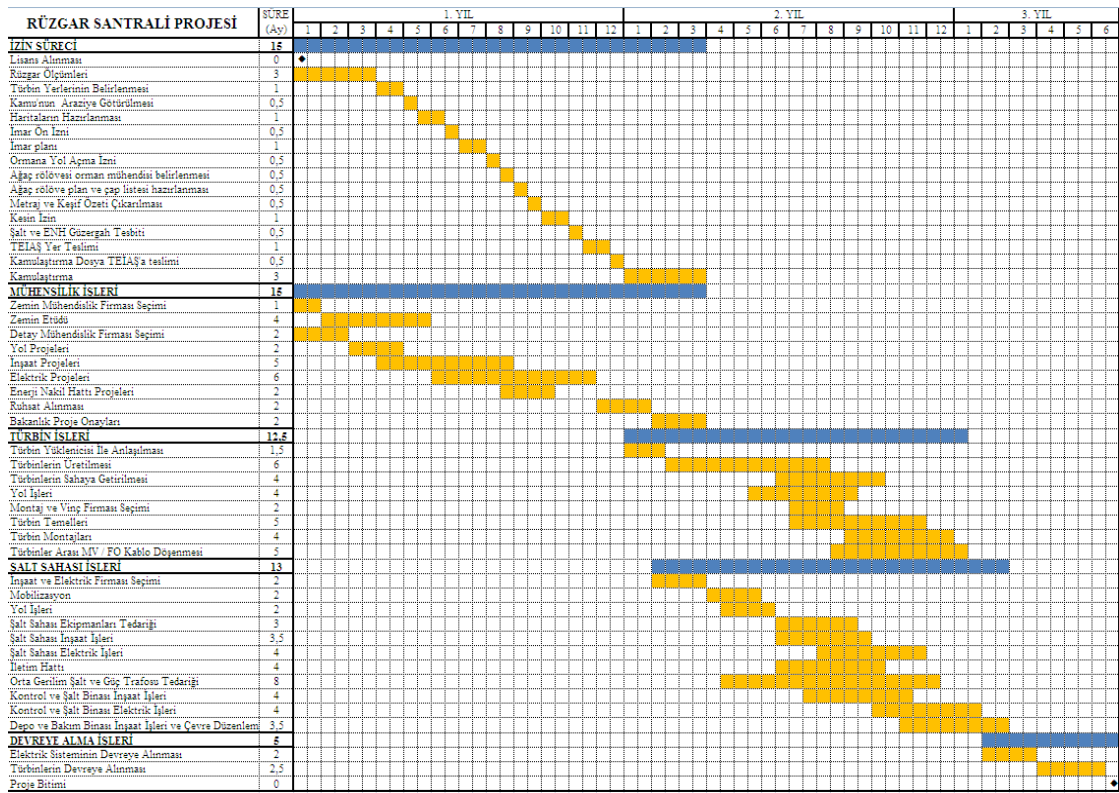 RÜZGAR SANTRALİ PROJESİ SÜRE (Ay) 1. YIL 2. YIL 3. YIL
1 2 3 4 5 6 7 8 9 10 11 12 1 2 3 4 5 6 7 8 9 10 11 12 1 2 3 4 5 6
İZİN SÜRECİ 15
Lisans Alınması 0
Rüzgar Ölçümleri 3
Türbin Yerlerinin Belirlenmesi 1
Kamu'nun Araziye Götürülmesi 0,5
Haritaların Hazırlanması 1
İmar Ön İzni 0,5
İmar planı 1
Ormana Yol Açma İzni 0,5
Ağaç rölövesi orman mühendisi belirlenmesi 0,5
Ağaç rölöve plan ve çap listesi hazırlanması 0,5
Metraj ve Keşif Özeti Çıkarılması 0,5
Kesin İzin 1
Şalt ve ENH Güzergah Tesbiti 0,5
TEİAŞ Yer Teslimi 1
Kamulaştırma Dosya TEİAŞ'a teslimi 0,5
Kamulaştırma 3
MÜHENSİLİK İŞLERİ 15
Zemin Mühendislik Firması Seçimi 1
Zemin Etüdü 4
Detay Mühendislik Firması Seçimi 2
Yol Projeleri 2
İnşaat Projeleri 5
Elektrik Projeleri 6
Enerji Nakil Hattı Projeleri 2
Ruhsat Alınması 2
Bakanlık Proje Onayları 2
TÜRBİN İŞLERİ 12,5
Türbin Yüklenicisi İle Anlaşılması 1,5
Türbinlerin Üretilmesi 6
Türbinlerin Sahaya Getirilmesi 4
Yol İşleri 4
Montaj ve Vinç Firması Seçimi 2
Türbin Temelleri 5
Türbin Montajları 4
Türbinler Arası MV / FO Kablo Döşenmesi 5
ŞALT SAHASI İŞLERİ 13
İnşaat ve Elektrik Firması Seçimi 2
Mobilizasyon 2
Yol İşleri 2
Şalt Sahası Ekipmanları Tedariği 3
Şalt Sahası İnşaat İşleri 3,5
Şalt Sahası Elektrik İşleri 4
İletim Hattı 4
Orta Gerilim Şalt ve Güç Trafosu Tedariği 8
Kontrol ve Şalt Binası İnşaat İşleri 4
Kontrol ve Şalt Binası Elektrik İşleri 4
Depo ve Bakım Binası İnşaat İşleri ve Çevre Düzenlem 3,5
DEVREYE ALMA İŞLERİ 5
Elektrik Sisteminin Devreye Alınması 2
Türbinlerin Devreye Alınması 2,5
Proje Bitimi 0